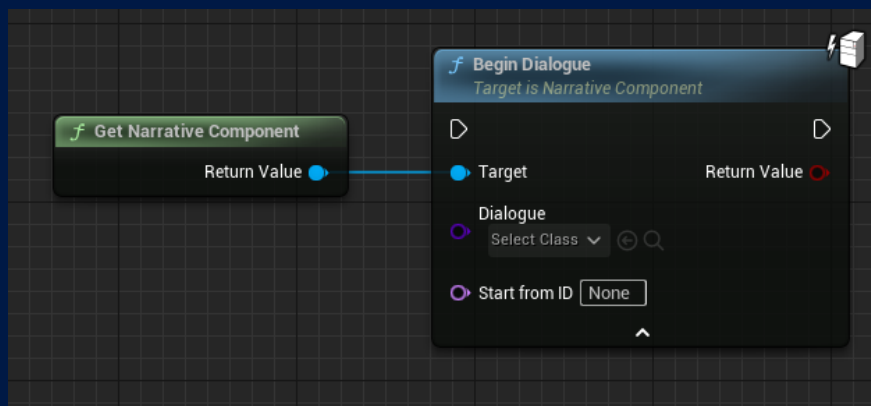 Get Narrative Component
Return Value
Begin Dialogue
Target is Narrative Component
Target
Return Value
Dialogue
Select Class
Start from ID
None